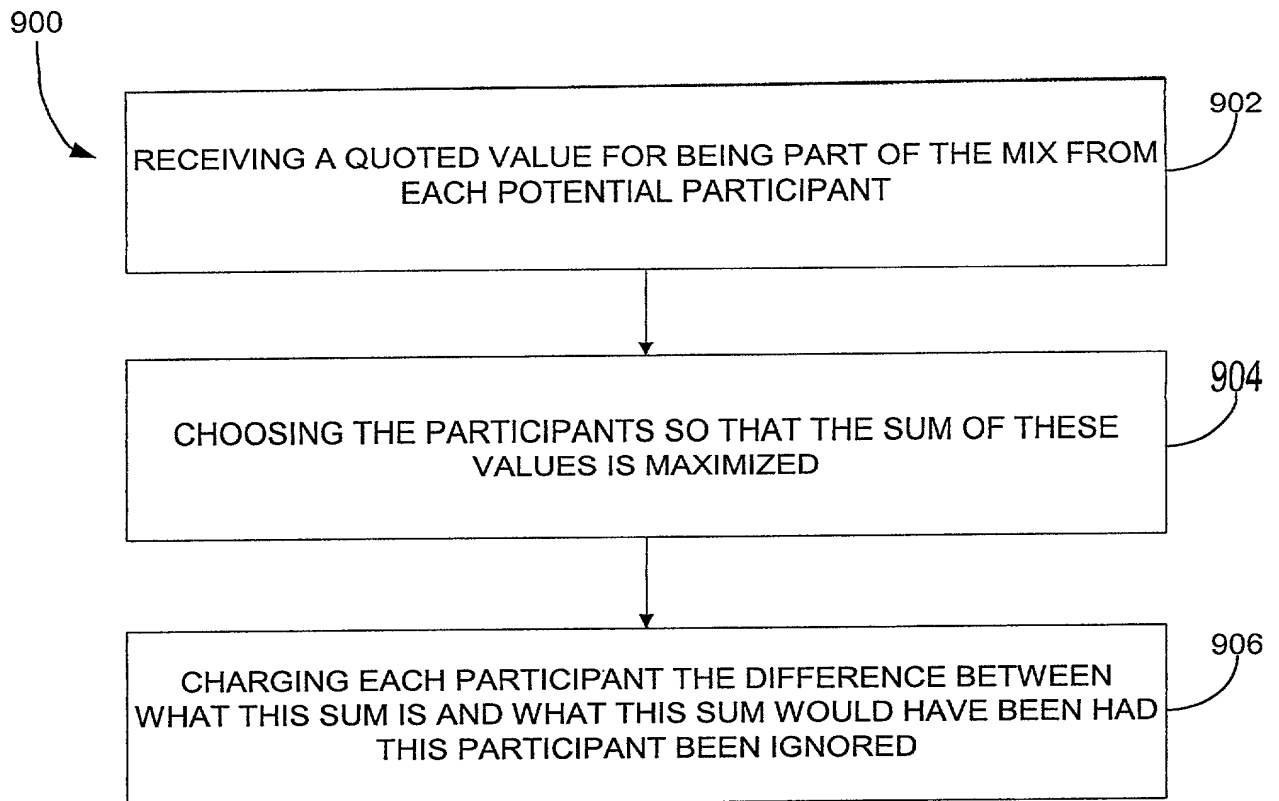 900
902
RECEIVING A QUOTED VALUE FOR BEING PART OF THE MIX FROM
EACH POTENTIAL PARTICIPANT
904
CHOOSING THE PARTICIPANTS SO THAT THE SUM OF THESE
VALUES IS MAXIMIZED
906
CHARGING EACH PARTICIPANT THE DIFFERENCE BETWEEN
WHAT THIS SUM IS AND WHAT THIS SUM WOULD HAVE BEEN HAD
THIS PARTICIPANT BEEN IGNORED